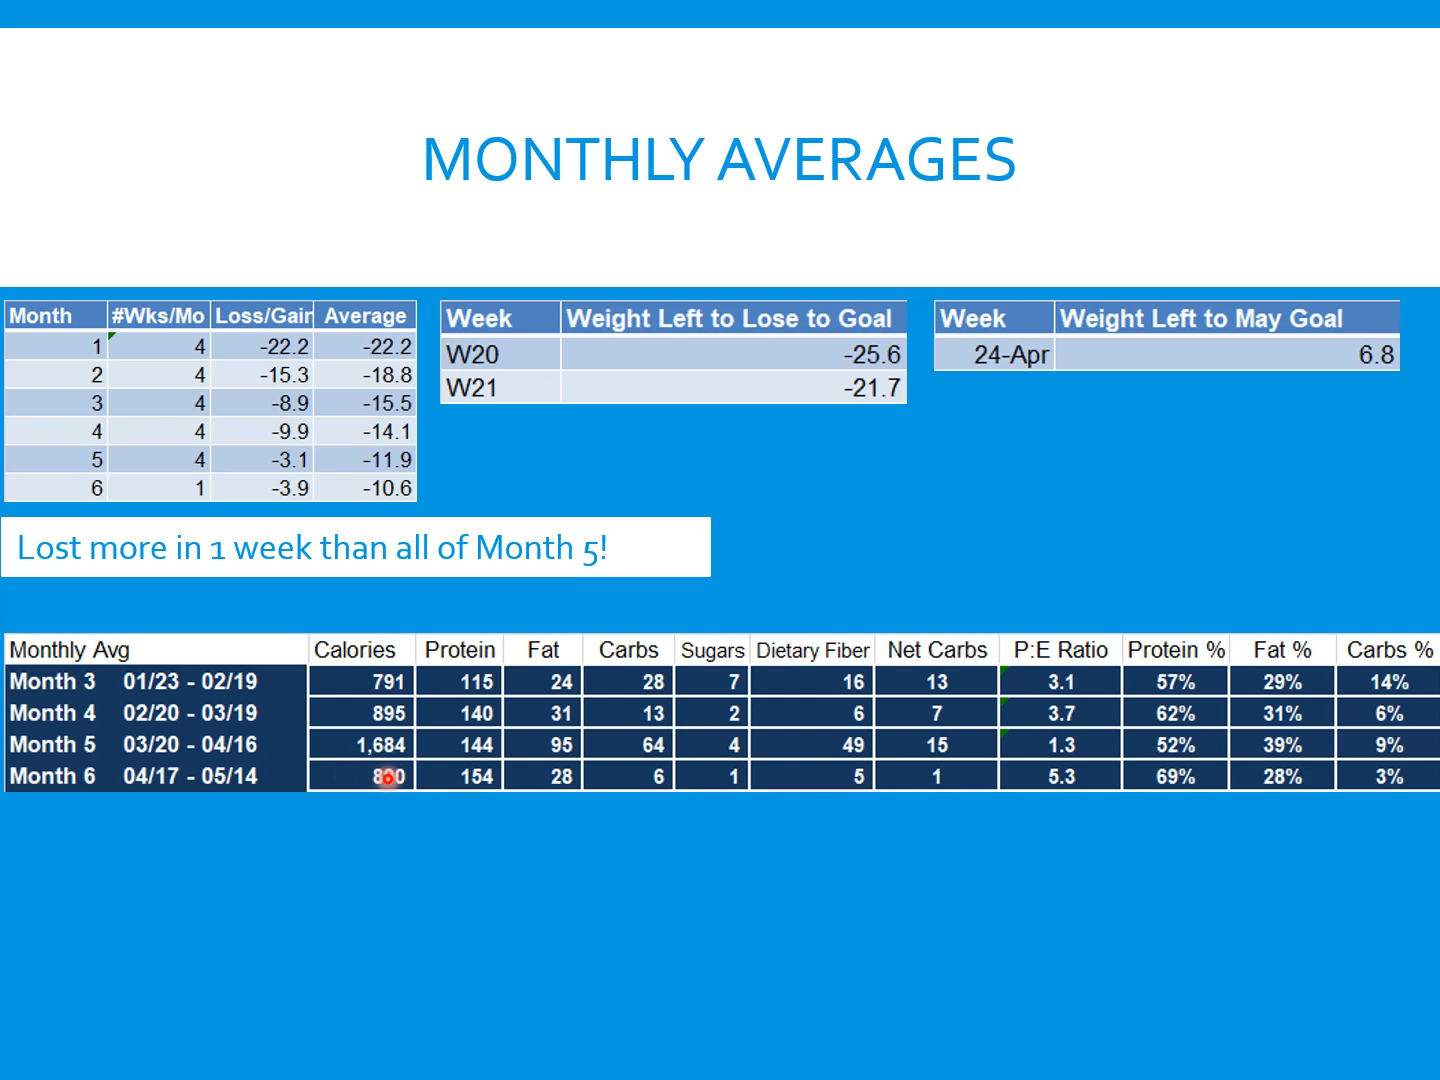 MONTHLY AVERAGES
Month #Wks/Mo Loss/Gain Average
1 4 -22.2 -22.2
2 4 -15.3 -18.8
3 4 -8.9 -15.5
4 4 -9.9 -14.1
5 4 -3.1 -11.9
6 1 -3.9 -10.6
Week Weight Left to Lose to Goal
W20 -25.6
W21 -21.7
Week Weight Left to May Goal
24-Apr 6.8
Lost more in 1 week than all of Month 5!
Monthly Avg Calories Protein Fat Carbs Sugars Dietary Fiber Net Carbs P:E Ratio Protein % Fat % Carbs %
Month 3 01/23 - 02/19 791 115 24 28 7 16 13 3.1 57% 29% 14%
Month 4 02/20 - 03/19 895 140 31 13 2 6 7 3.7 62% 31% 6%
Month 5 03/20 - 04/16 1,684 144 95 64 4 49 15 1.3 52% 39% 9%
Month 6 04/17 - 05/14 154 28 6 1 5 1 5.3 69% 28% 3%